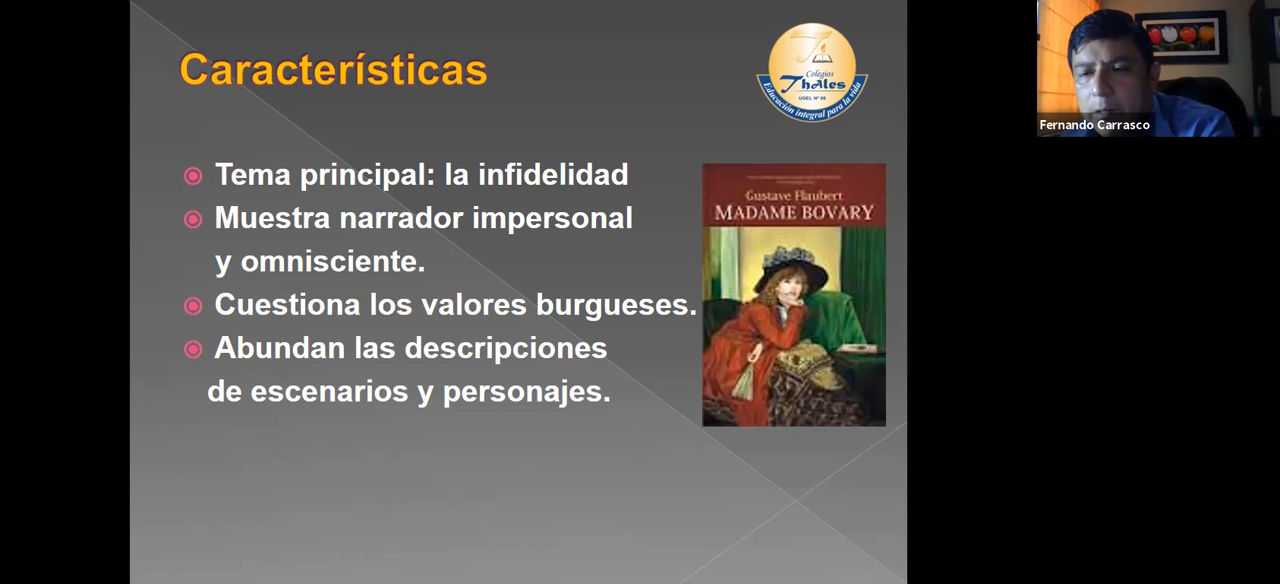 Características
Colegios
Thales
UGEL Nº 06
Educación integral para la vida
Tema principal: la infidelidad
Muestra narrador impersonal
y omnisciente.
Cuestiona los valores burgueses.
Abundan las descripciones
de escenarios y personajes.
Gustave Flaubert
MADAME BOVARY
Fernando Carrasco